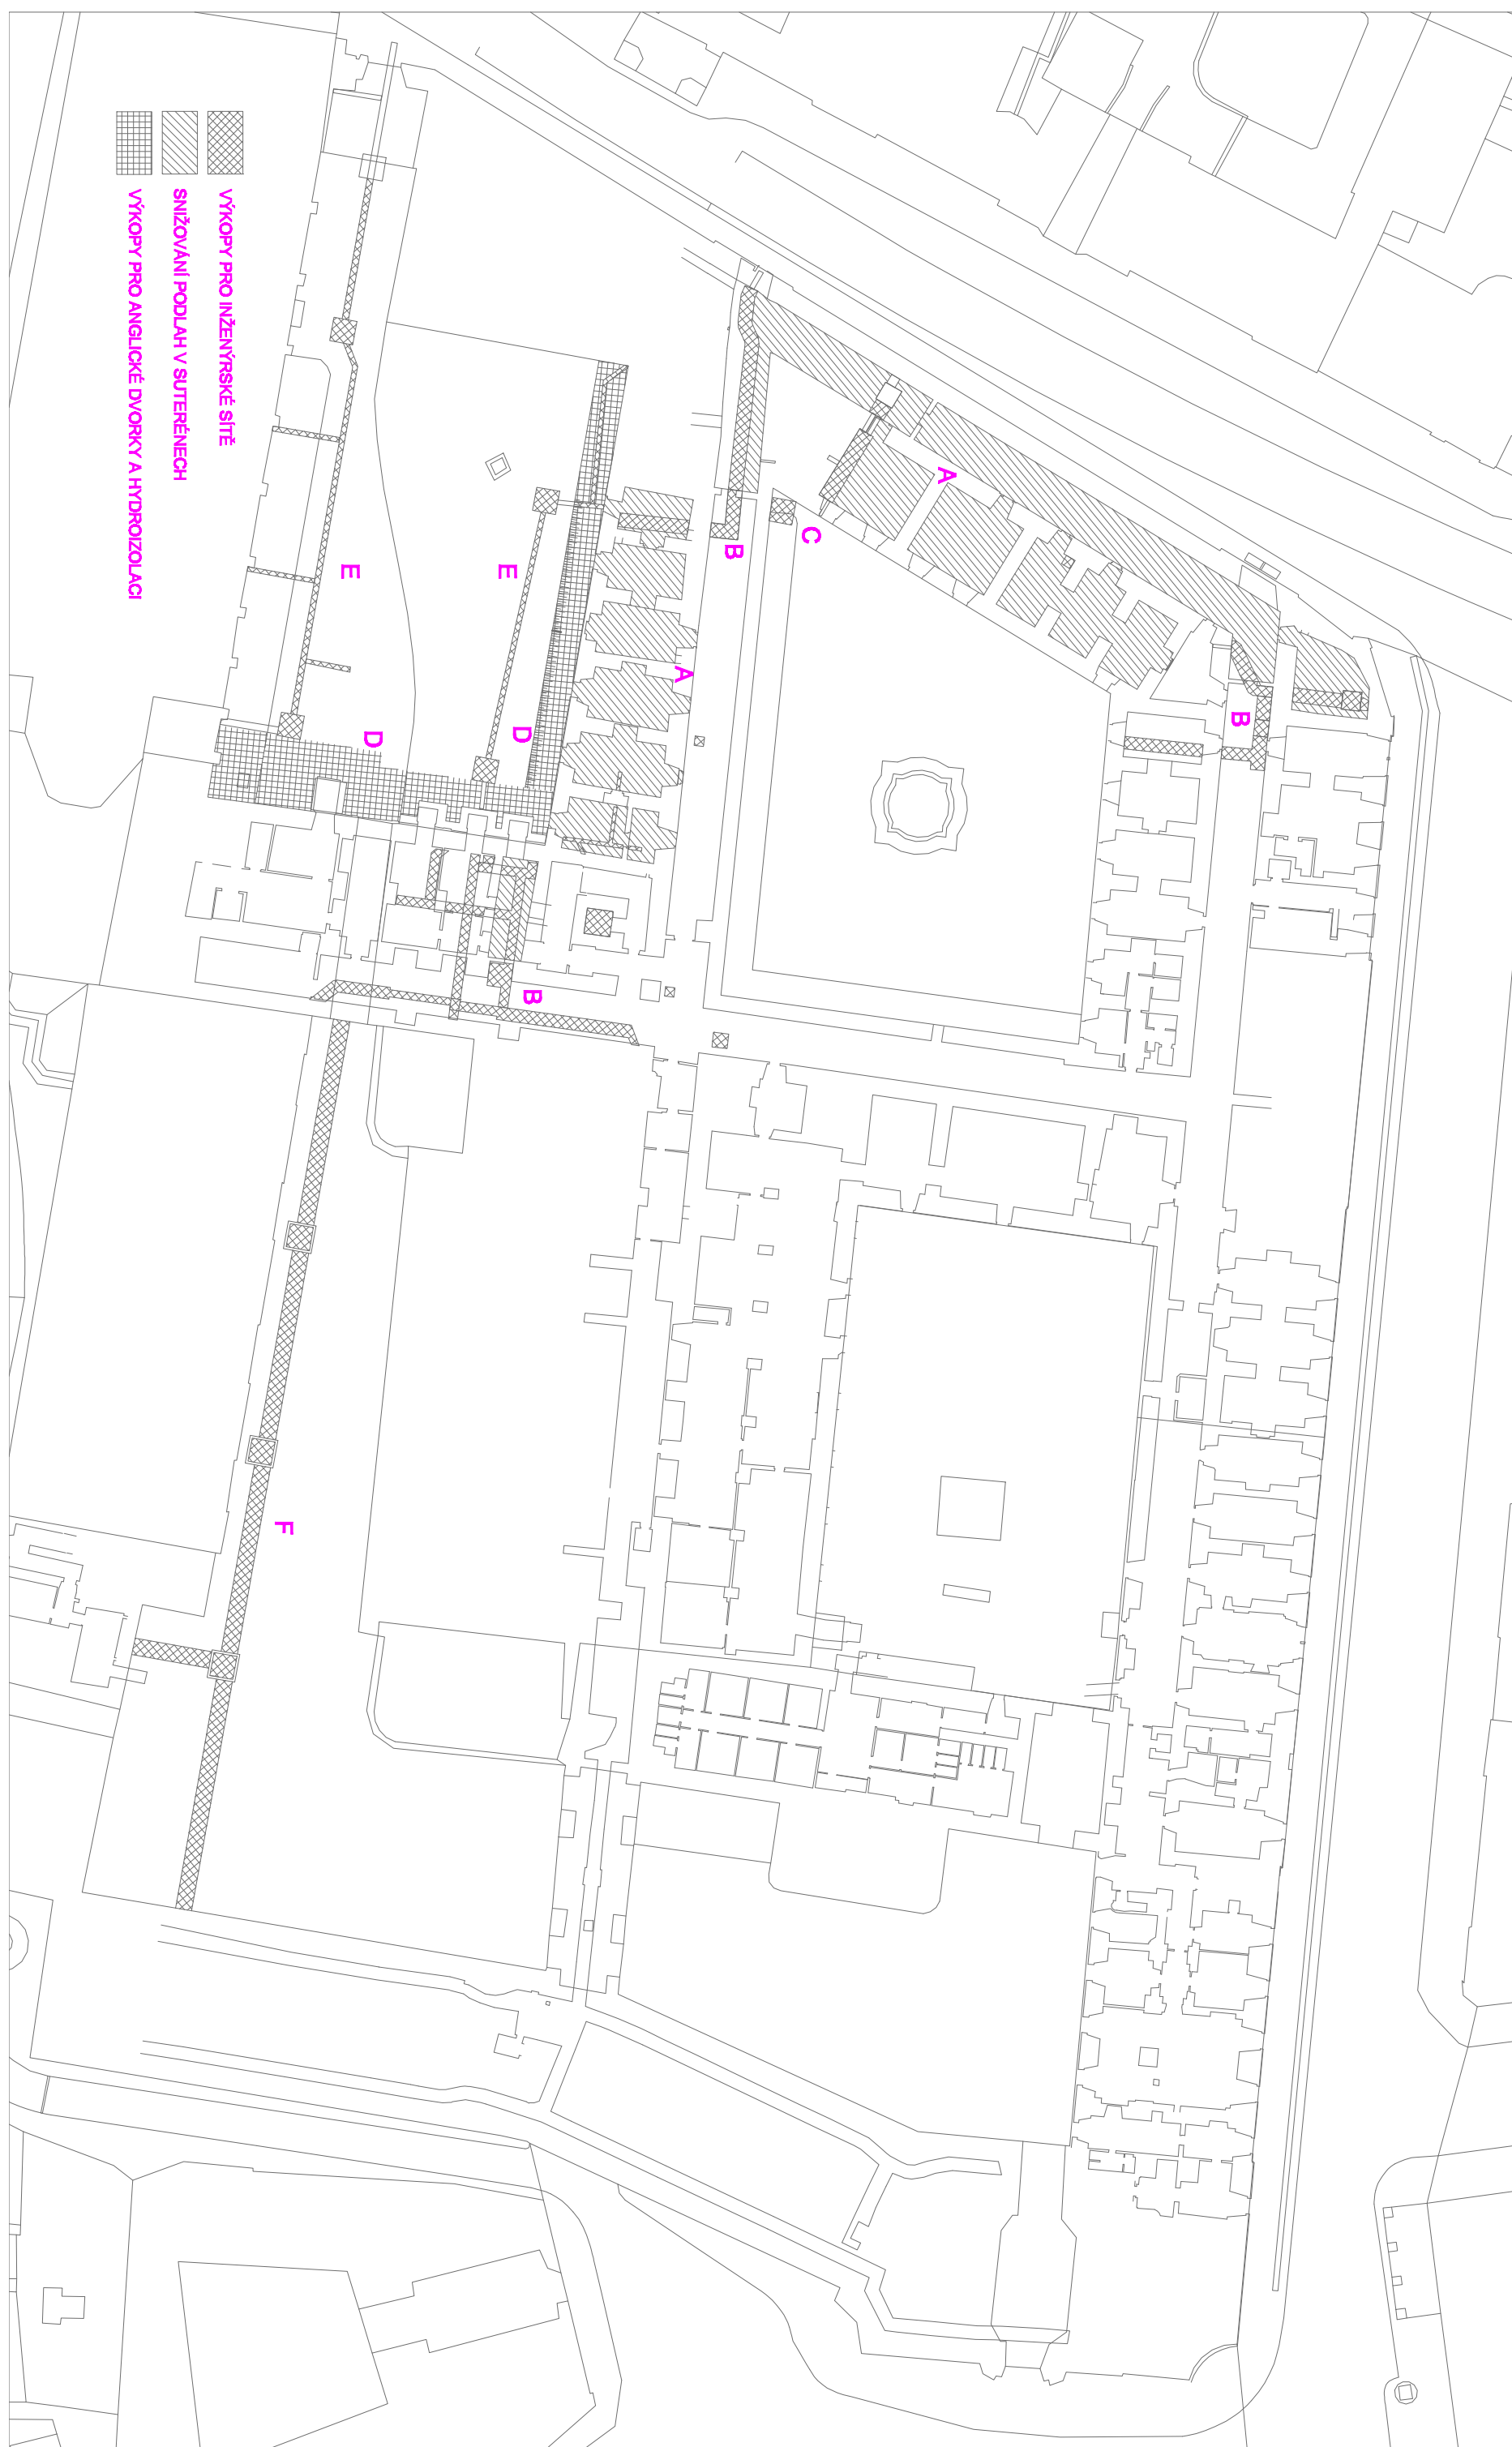 B
A
C
B
A
B
D
E
D
E
F
VÝKOPY PRO INŽENÝRSKÉ SÍTĚ
SNIŽOVÁNÍ PODLAH V SUTERÉNECH
VÝKOPY PRO ANGLICKÉ DVORKY A HYDROIZOLACI